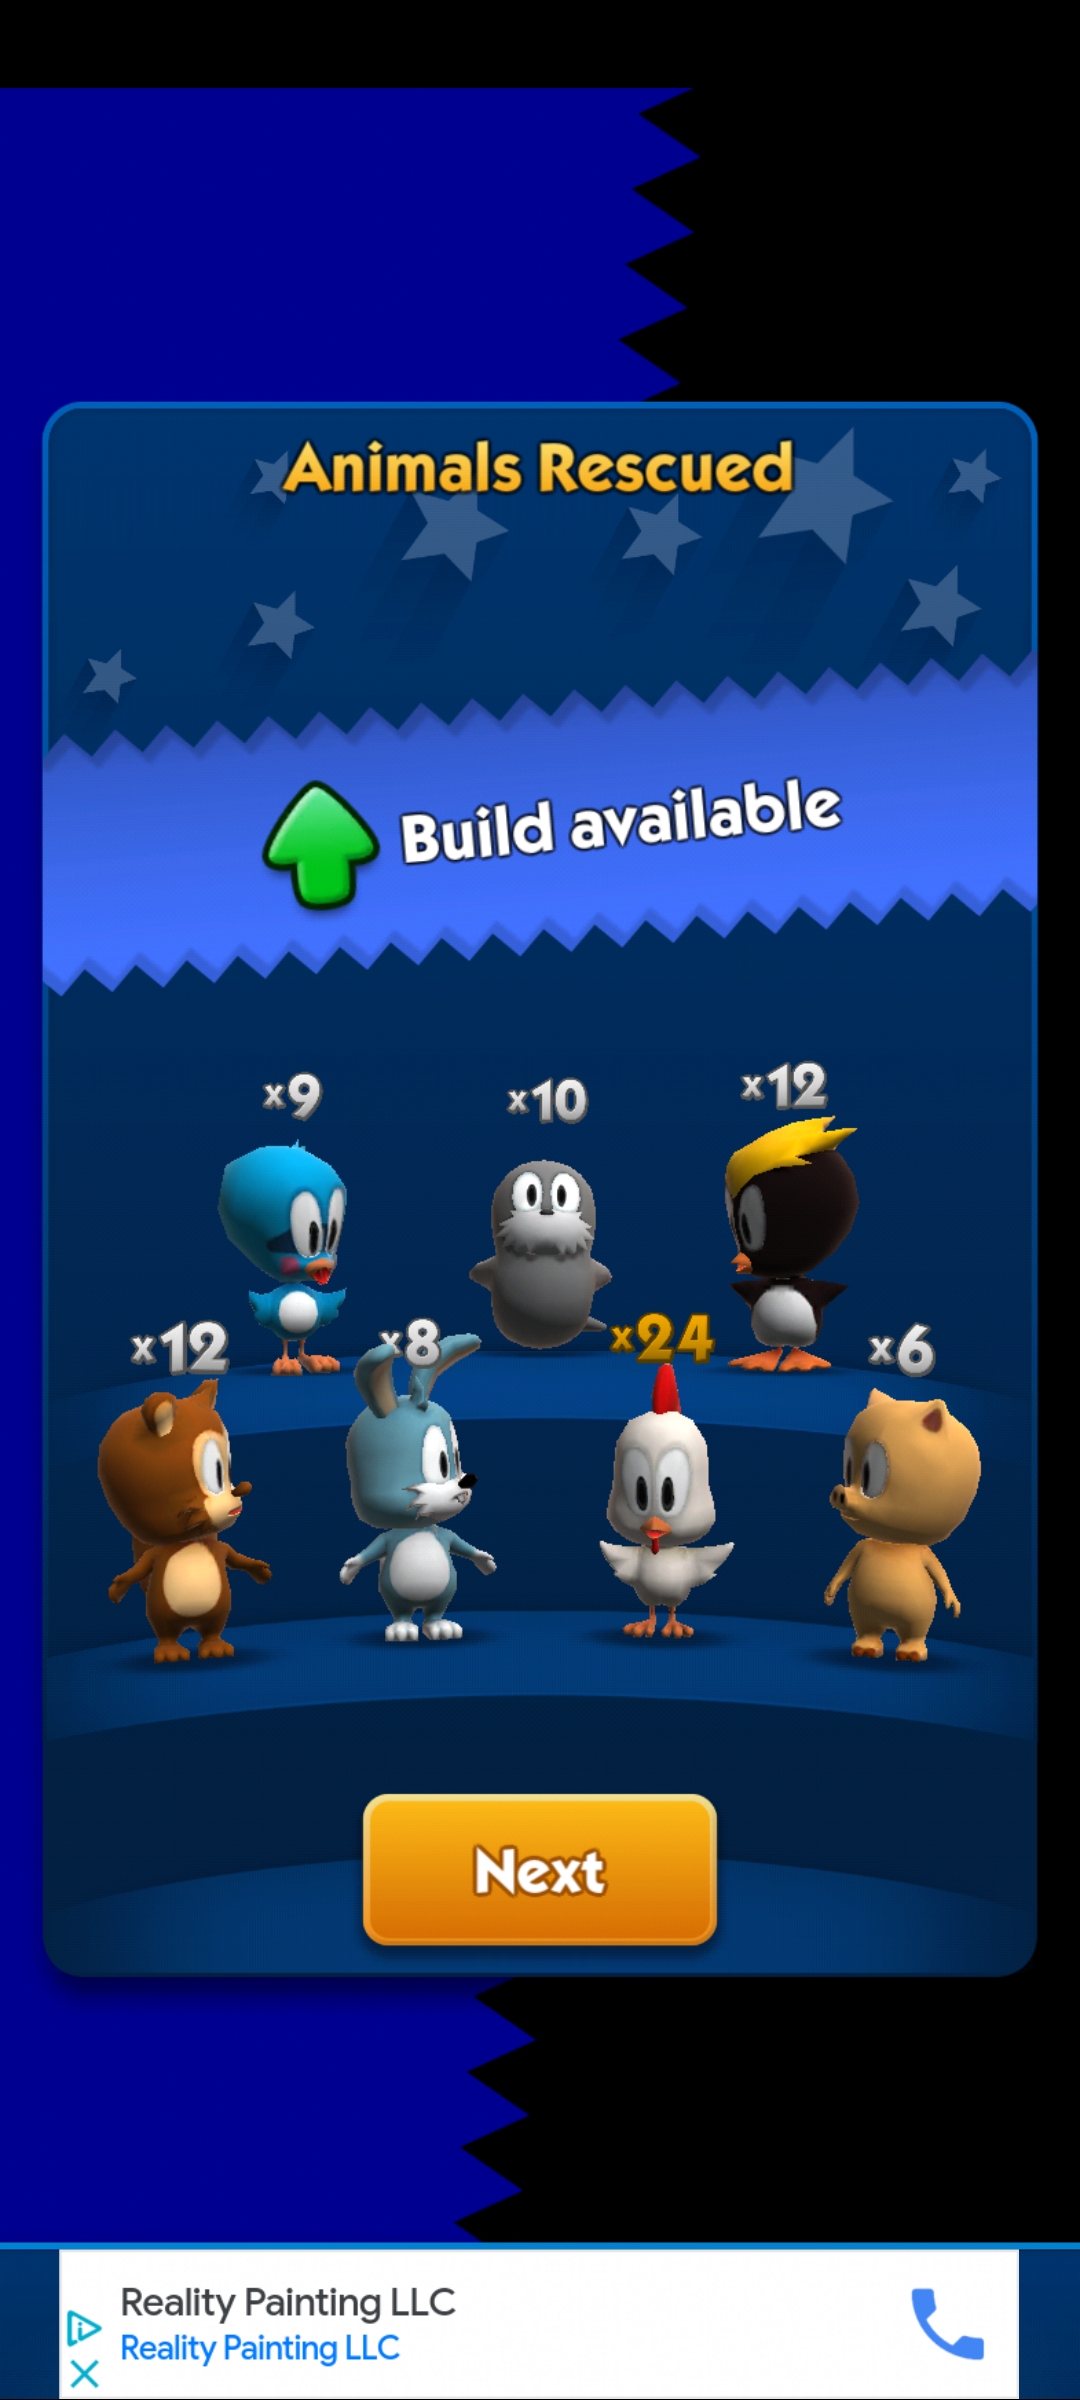 Animals Rescued
Build available
x9
x10
x12
x12
x8
x24
x6
Next
Reality Painting LLC
Reality Painting LLC